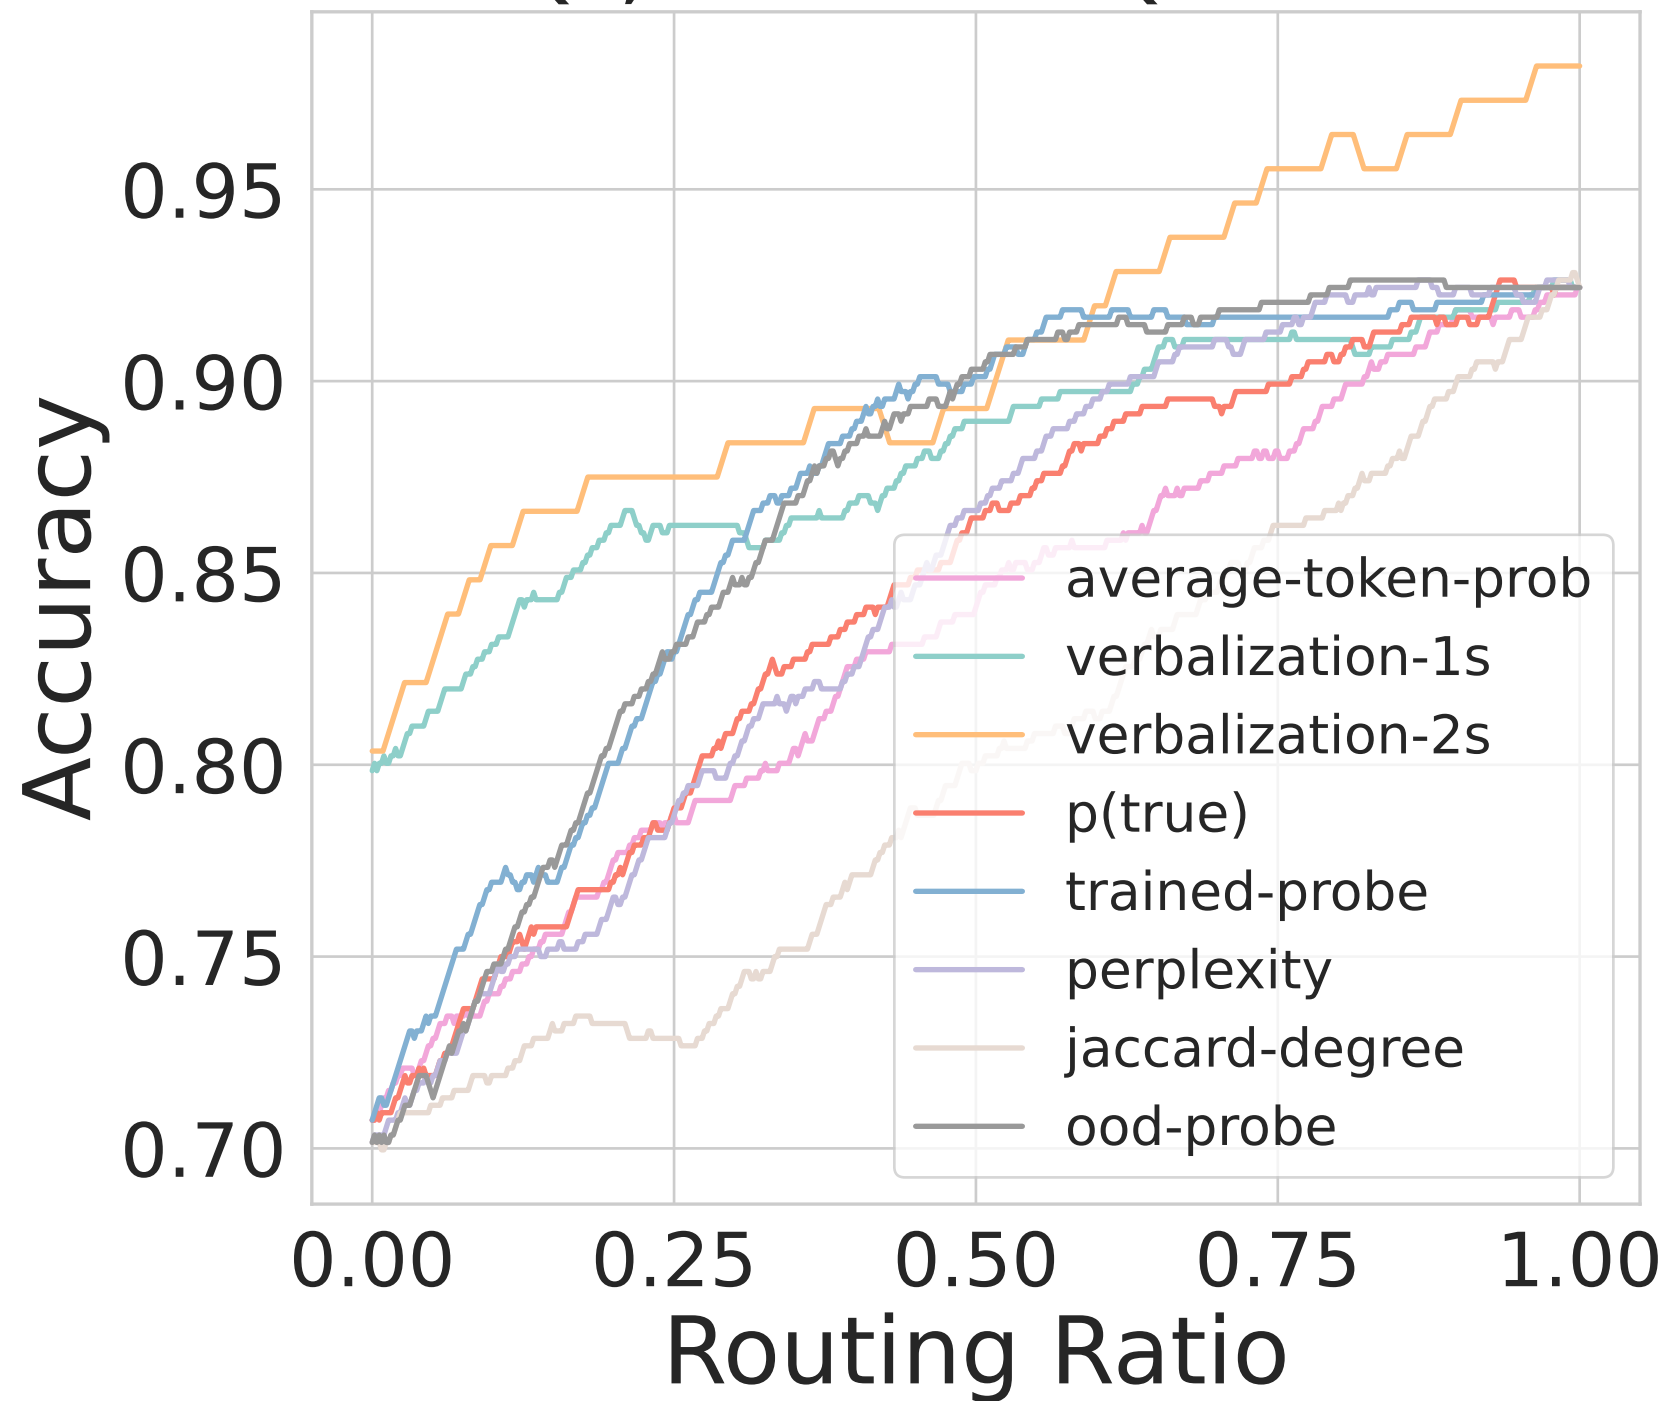 Accuracy
0.95
0.90
0.85
0.80
0.75
0.70
average-token-prob
verbalization-1s
verbalization-2s
p(true)
trained-probe
perplexity
jaccard-degree
ood-probe
0.00 0.25 0.50 0.75 1.00
Routing Ratio